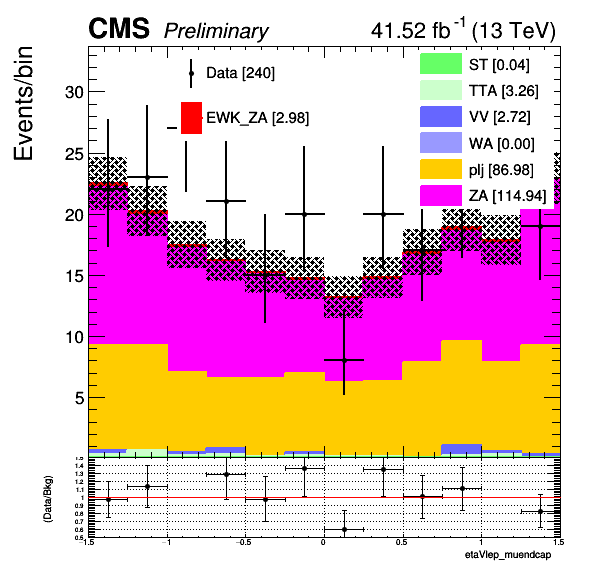 CMS Preliminary 41.52 fb⁻¹ (13 TeV)
Events/bin
Data [240]
EWK_ZA [2.98]
ST [0.04]
TTA [3.26]
VV [2.72]
WA [0.00]
plj [86.98]
ZA [114.94]
30
25
20
15
10
5
(Data/Bkg)
1.5
1.4
1.3
1.2
1.1
1
0.9
0.8
0.7
0.6
0.5
-1.5 -1 -0.5 0 0.5 1 1.5
etaVlep_muendcap